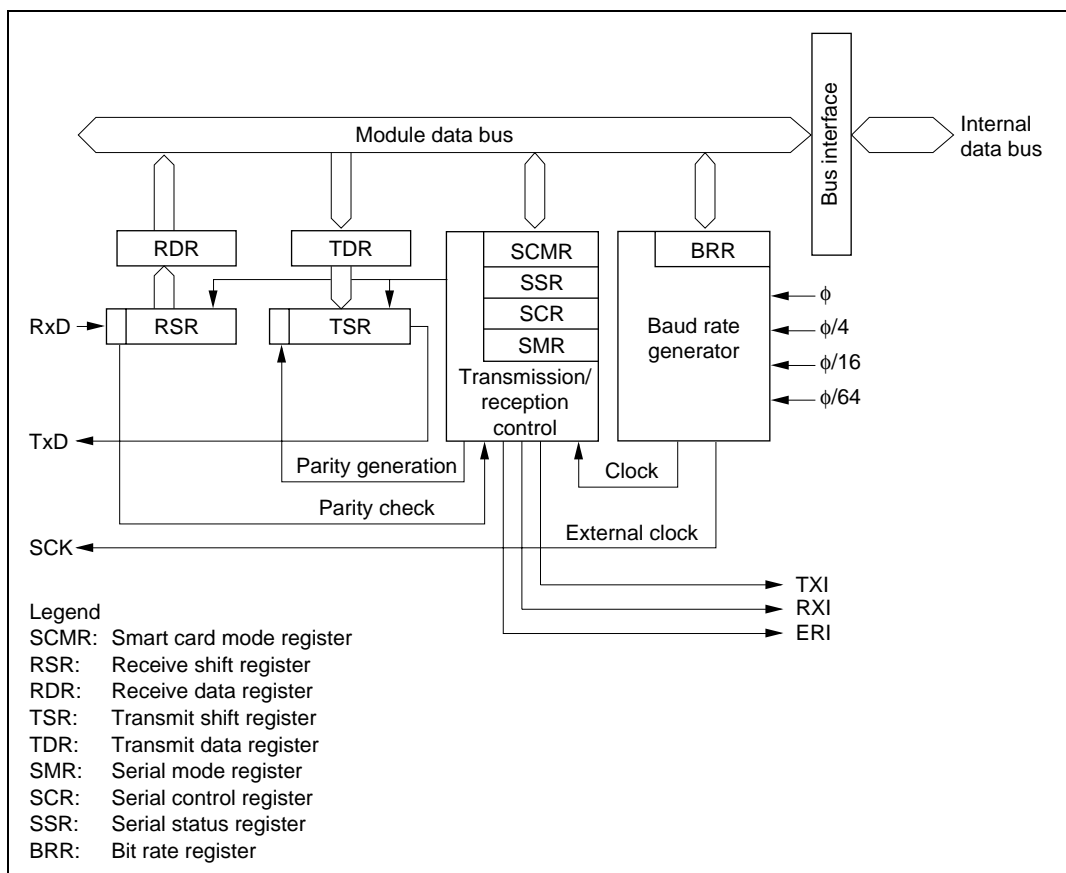 Module data bus
Bus interface
Internal
data bus
RDR
TDR
SCMR
SSR
SCR
SMR
Transmission/
reception
control
BRR
Baud rate
generator
φ
φ/4
φ/16
φ/64
RxD
RSR
TSR
TxD
Parity generation
Parity check
Clock
External clock
SCK
TXI
RXI
ERI
Legend
SCMR: Smart card mode register
RSR: Receive shift register
RDR: Receive data register
TSR: Transmit shift register
TDR: Transmit data register
SMR: Serial mode register
SCR: Serial control register
SSR: Serial status register
BRR: Bit rate register